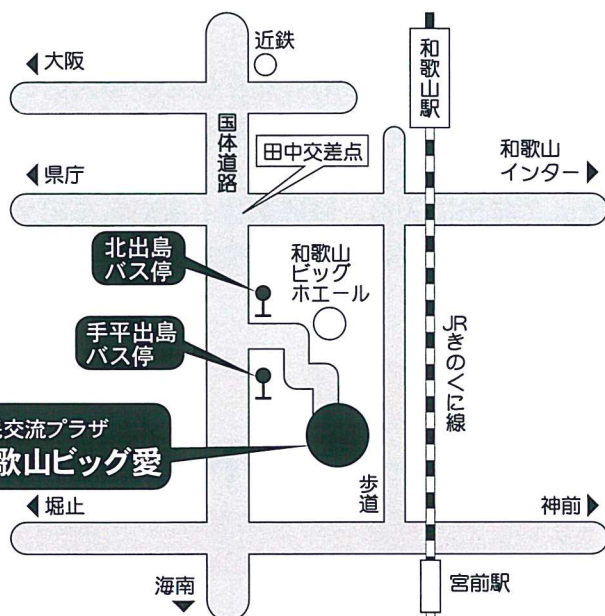 大阪
近鉄
和歌山駅
国体道路
田中交差点
県庁
和歌山
インター
北出島
バス停
和歌山
ビッグ
ホエール
手平出島
バス停
JRきのくに線
交流プラザ
歌山ビッグ愛
歩道
堀止
神前
海南
宮前駅